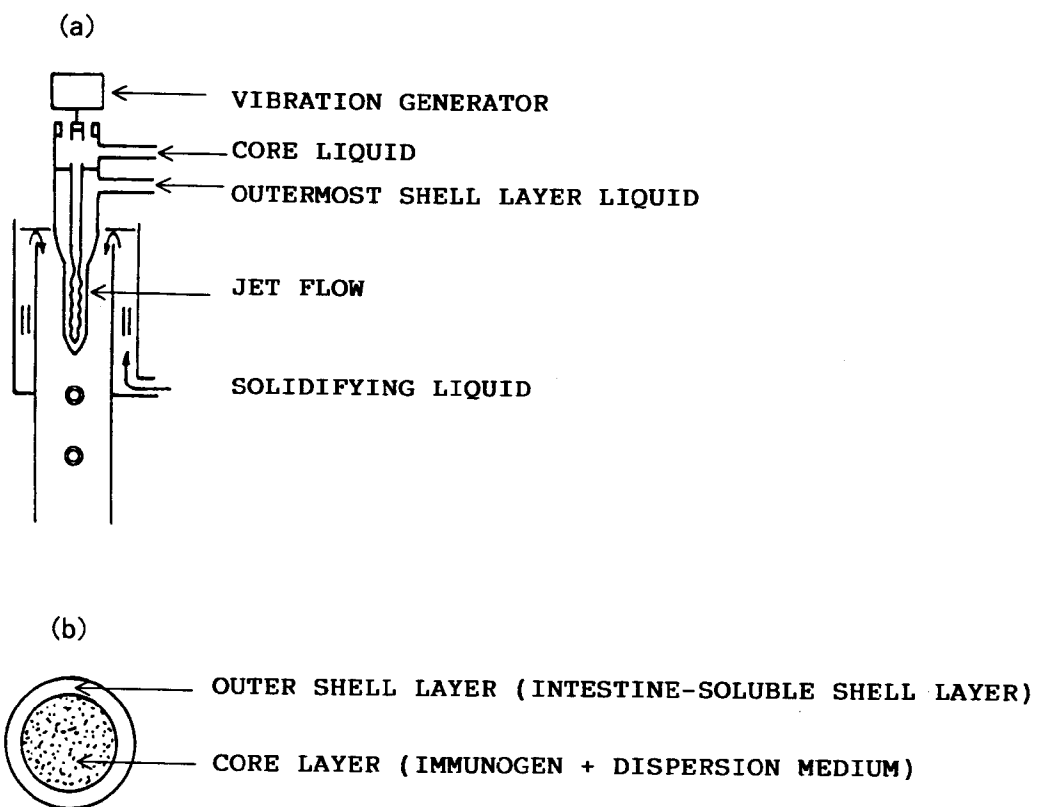 (a)
VIBRATION GENERATOR
CORE LIQUID
OUTERMOST SHELL LAYER LIQUID
JET FLOW
SOLIDIFYING LIQUID
(b)
OUTER SHELL LAYER (INTESTINE-SOLUBLE SHELL LAYER)
CORE LAYER (IMMUNOGEN + DISPERSION MEDIUM)